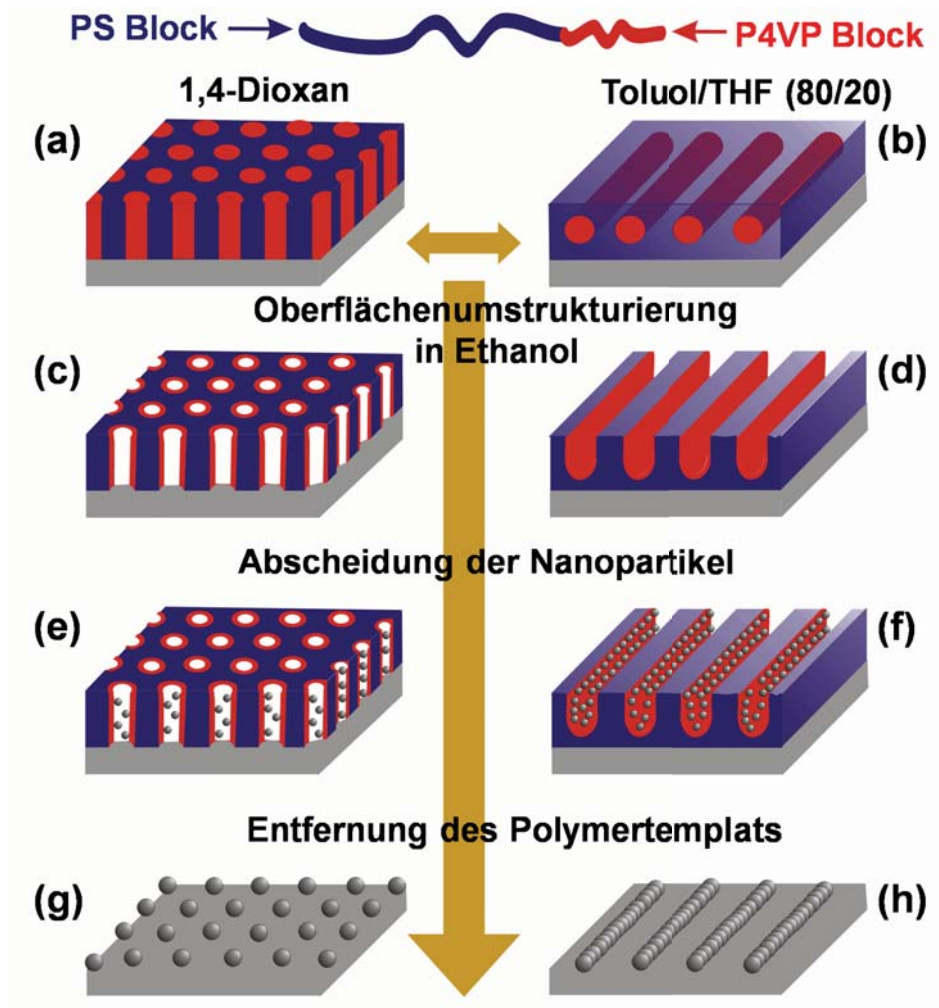 PS Block
P4VP Block
1,4-Dioxan
Toluol/THF (80/20)
(a)
(b)
Oberflächenumstrukturierung
in Ethanol
(c)
(d)
Abscheidung der Nanopartikel
(e)
(f)
Entfernung des Polymertemplats
(g)
(h)